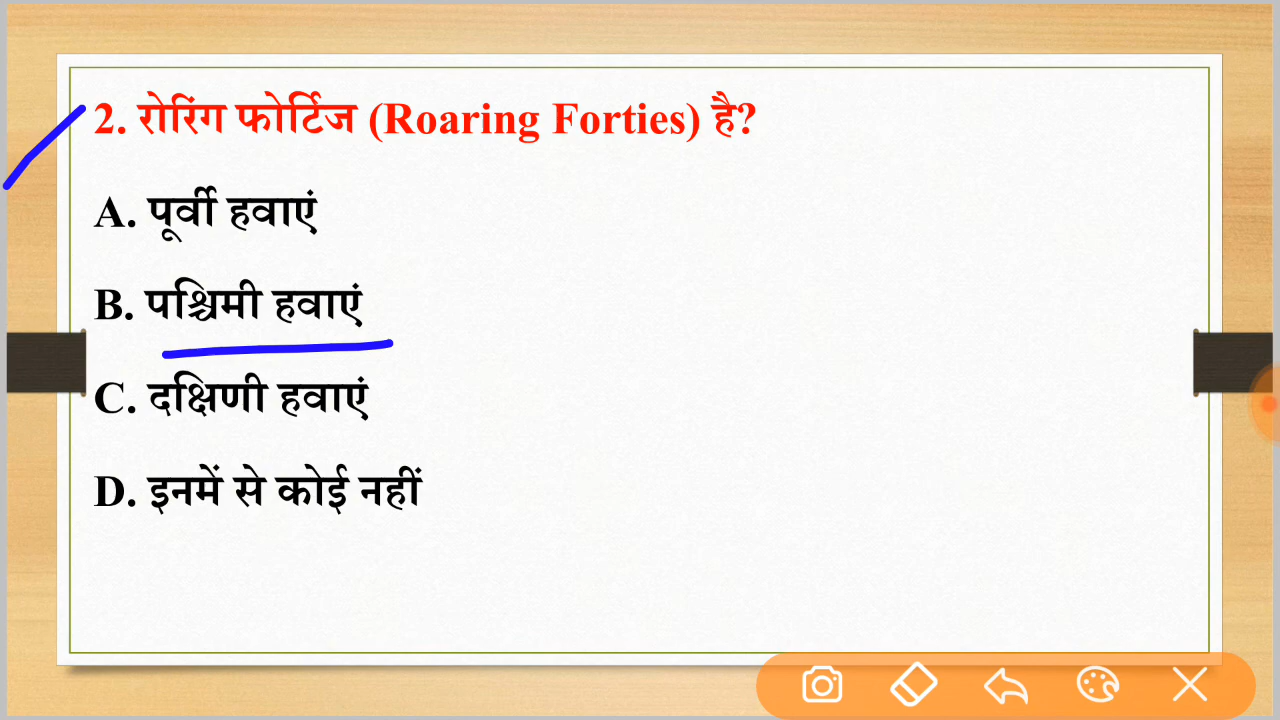 2. रोरिंग फोर्टिज (Roaring Forties) है?
A. पूर्वी हवाएं
B. पश्चिमी हवाएं
C. दक्षिणी हवाएं
D. इनमें से कोई नहीं